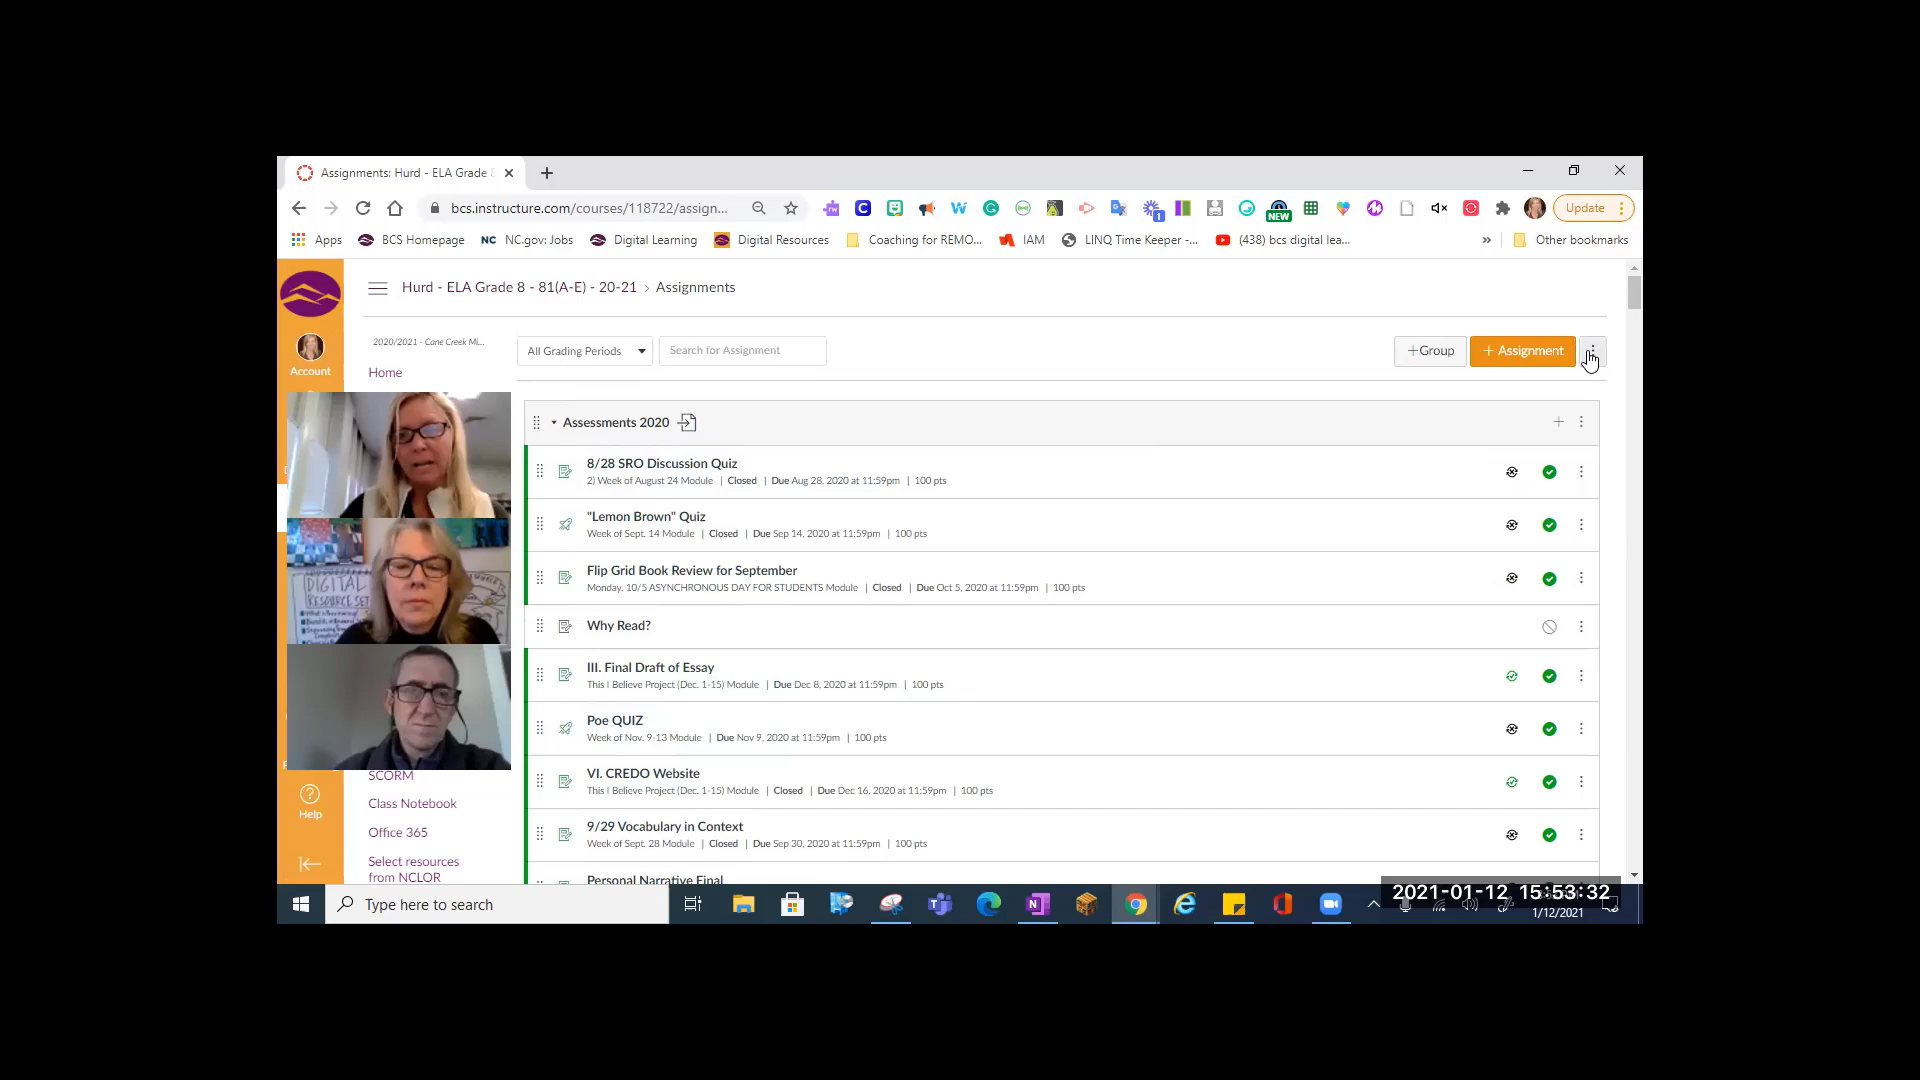 Assignments: Hurd - ELA Grade 8
bcs.instructure.com/courses/118722/assign...
1
NEW
Update
Apps
BCS Homepage
NC NC.gov: Jobs
Digital Learning
Digital Resources
Coaching for REMO...
IAM
LINQ Time Keeper -...
(438) bcs digital lea...
»
Other bookmarks
Hurd - ELA Grade 8 - 81(A-E) - 20-21 > Assignments
Account
2020/2021 - Cane Creek Mi...
Home
All Grading Periods
Search for Assignment
+Group
+ Assignment
Assessments 2020
8/28 SRO Discussion Quiz
2) Week of August 24 Module | Closed | Due Aug 28, 2020 at 11:59pm | 100 pts
"Lemon Brown" Quiz
Week of Sept. 14 Module | Closed | Due Sep 14, 2020 at 11:59pm | 100 pts
Flip Grid Book Review for September
Monday, 10/5 ASYNCHRONOUS DAY FOR STUDENTS Module | Closed | Due Oct 5, 2020 at 11:59pm | 100 pts
Why Read?
III. Final Draft of Essay
This I Believe Project (Dec. 1-15) Module | Due Dec 8, 2020 at 11:59pm | 100 pts
Poe QUIZ
Week of Nov. 9-13 Module | Due Nov 9, 2020 at 11:59pm | 100 pts
VI. CREDO Website
This I Believe Project (Dec. 1-15) Module | Closed | Due Dec 16, 2020 at 11:59pm | 100 pts
9/29 Vocabulary in Context
Week of Sept. 28 Module | Closed | Due Sep 30, 2020 at 11:59pm | 100 pts
Personal Narrative Final
DIGITAL
RESOURCE SET
SCORM
Class Notebook
Office 365
Select resources
from NCLOR
Help
Type here to search
2021-01-12 15:53:32
1/12/2021